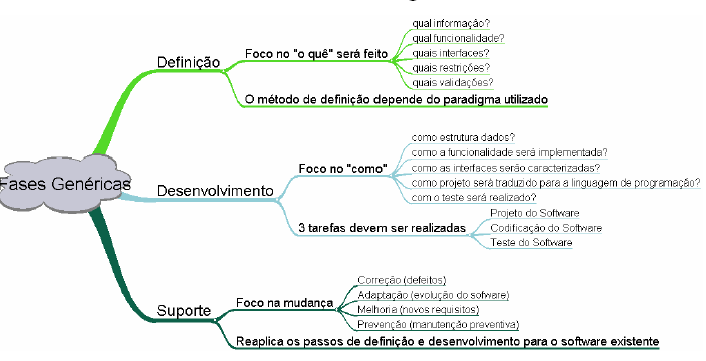 Fases Genéricas
Definição
Foco no "o quê" será feito
qual informação?
qual funcionalidade?
quais interfaces?
quais restrições?
quais validações?
O método de definição depende do paradigma utilizado
Desenvolvimento
Foco no "como"
como estrutura dados?
como a funcionalidade será implementada?
como as interfaces serão caracterizadas?
como projeto será traduzido para a linguagem de programação?
com o teste será realizado?
3 tarefas devem ser realizadas
Projeto do Software
Codificação do Software
Teste do Software
Suporte
Foco na mudança
Correção (defeitos)
Adaptação (evolução do sofware)
Melhoria (novos requisitos)
Prevenção (manutenção preventiva)
Reaplica os passos de definição e desenvolvimento para o software existente